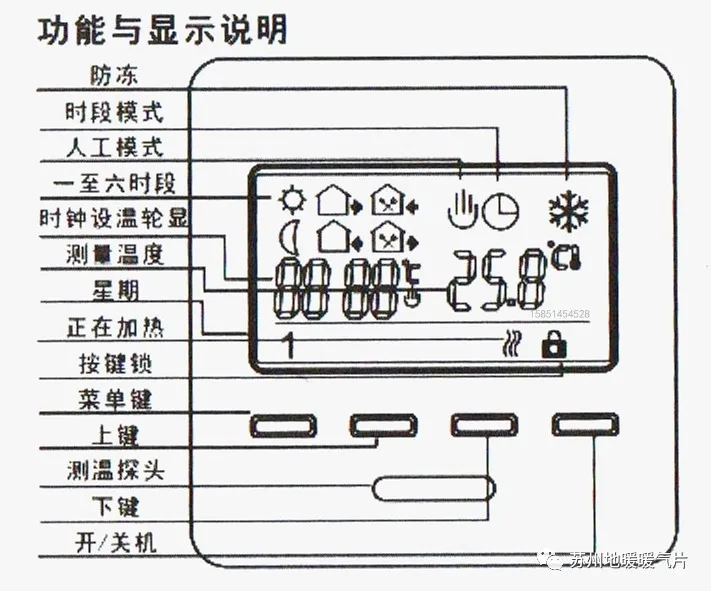 功能与显示说明
防冻
时段模式
人工模式
一至六时段
时钟设温轮显
测量温度
星期
正在加热
按键锁
菜单键
上键
测温探头
下键
开/关机
88 88 ℃
25.8 ℃
15851454528
1
苏州地暖暖气片